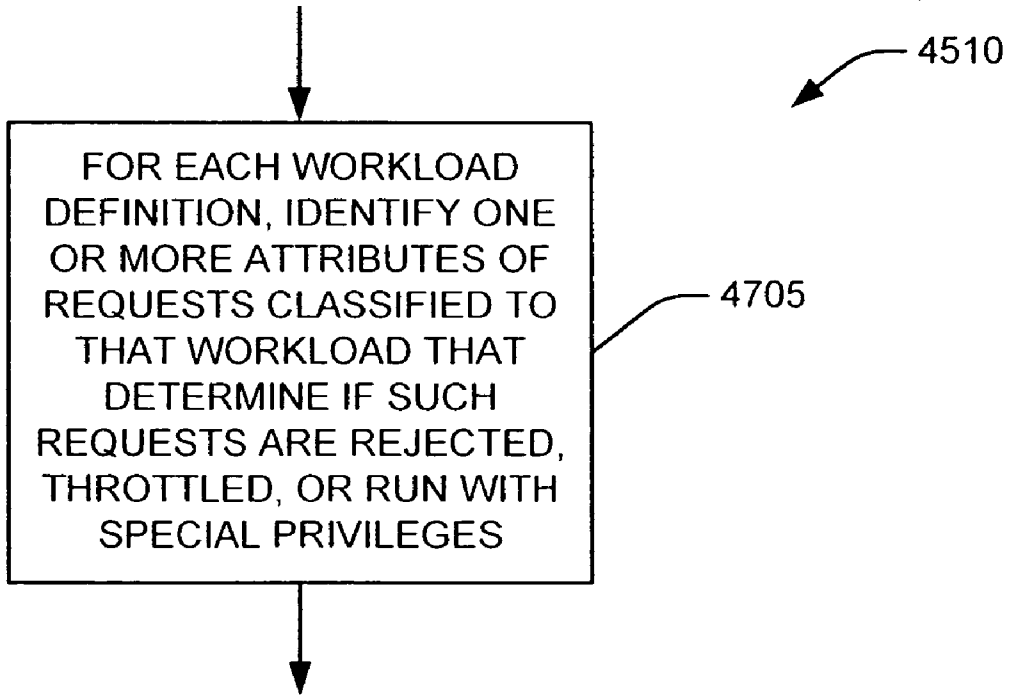 4510
FOR EACH WORKLOAD
DEFINITION, IDENTIFY ONE
OR MORE ATTRIBUTES OF
REQUESTS CLASSIFIED TO
THAT WORKLOAD THAT
DETERMINE IF SUCH
REQUESTS ARE REJECTED,
THROTTLED, OR RUN WITH
SPECIAL PRIVILEGES
4705